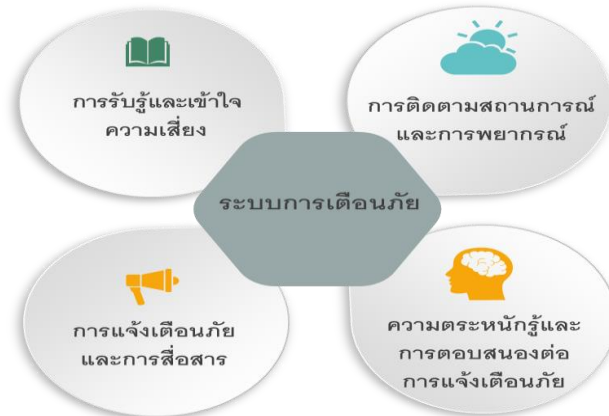 การรับรู้และเข้าใจ
ความเสี่ยง
การติดตามสถานการณ์
และการพยากรณ์
ระบบการเตือนภัย
การแจ้งเตือนภัย
และการสื่อสาร
ความตระหนักรู้และ
การตอบสนองต่อ
การแจ้งเตือนภัย